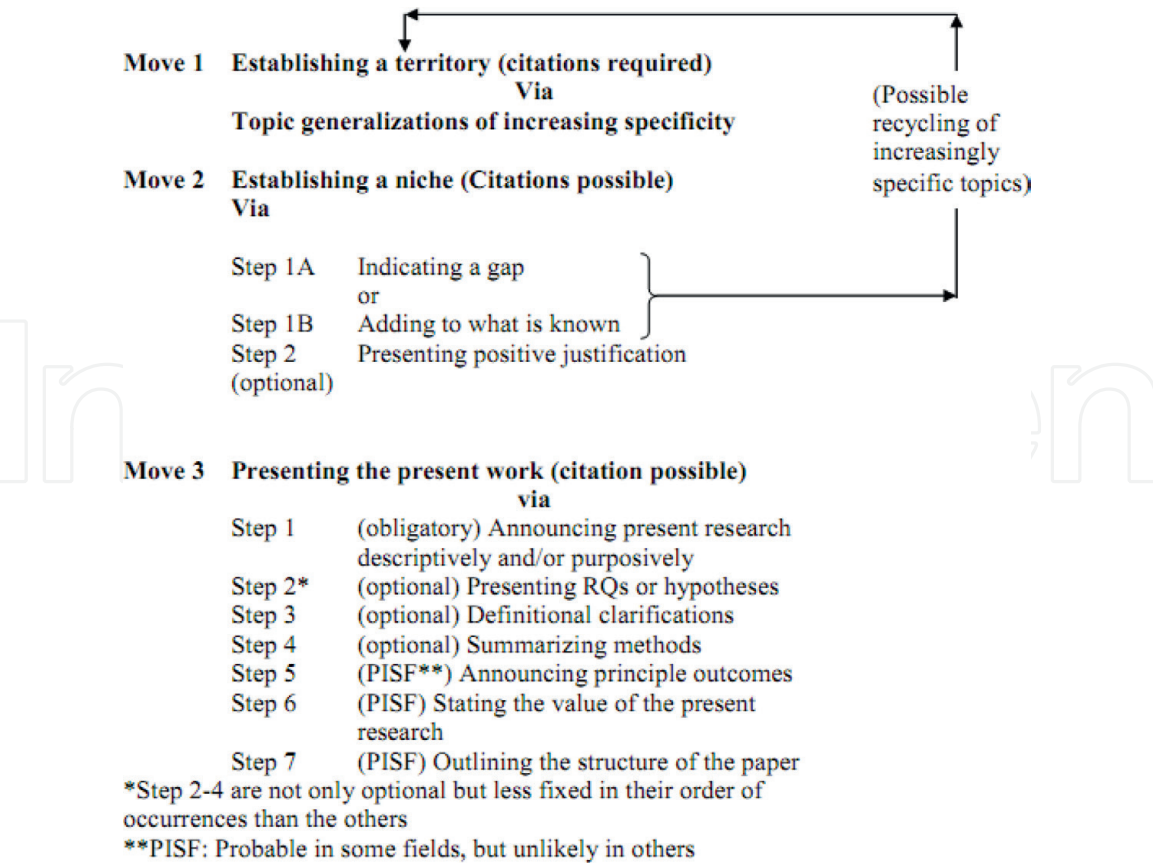 Move 1 Establishing a territory (citations required)
Via
Topic generalizations of increasing specificity
(Possible
recycling of
increasingly
specific topics)
Move 2 Establishing a niche (Citations possible)
Via
Step 1A Indicating a gap
or
Step 1B Adding to what is known
Step 2 Presenting positive justification
(optional)
Move 3 Presenting the present work (citation possible)
via
Step 1 (obligatory) Announcing present research
descriptively and/or purposively
Step 2* (optional) Presenting RQs or hypotheses
Step 3 (optional) Definitional clarifications
Step 4 (optional) Summarizing methods
Step 5 (PISF**) Announcing principle outcomes
Step 6 (PISF) Stating the value of the present
research
Step 7 (PISF) Outlining the structure of the paper
*Step 2-4 are not only optional but less fixed in their order of
occurrences than the others
**PISF: Probable in some fields, but unlikely in others